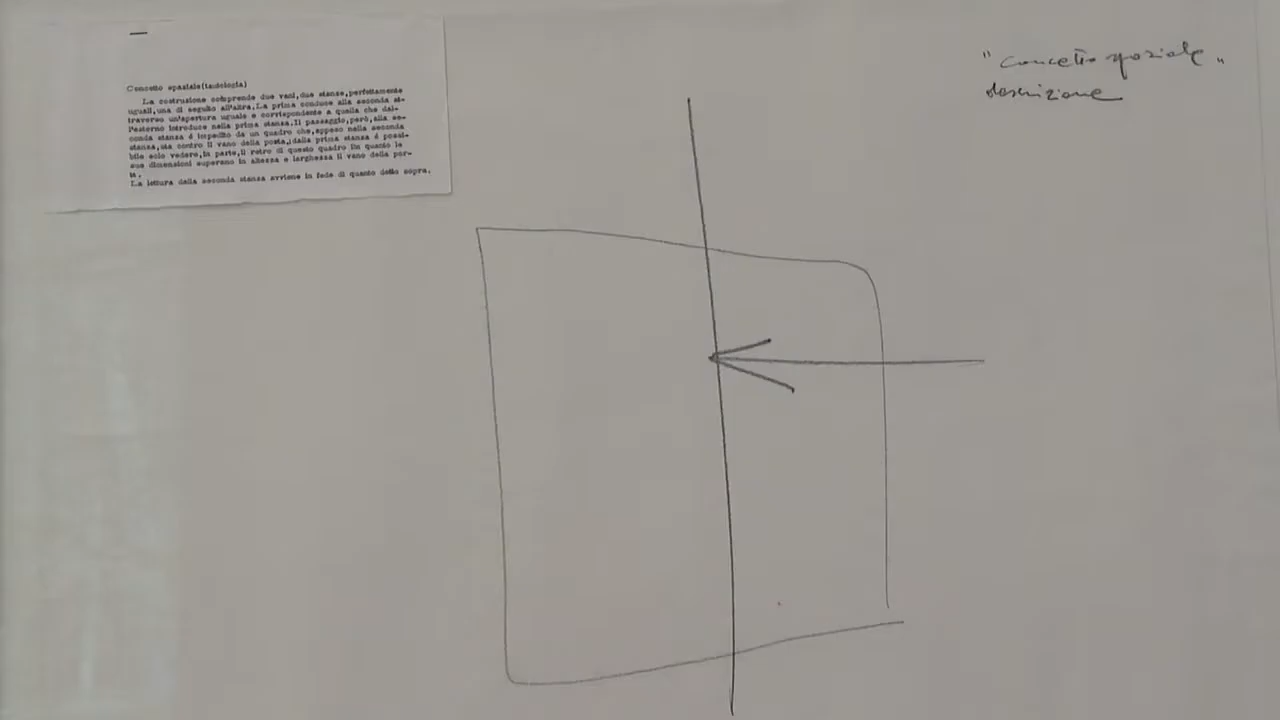 Concetto spaziale(tautologia)
La costruzione comprende due vani,due stanze,perfettamente
uguali,una di seguito all'altra.La prima conduce alla seconda at-
traverso un'apertura uguale e corrispondente a quella che dal-
l'esterno introduce nella prima stanza.Il passaggio,però,alla se-
conda stanza è impedito da un quadro che,appeso nella seconda
stanza,sta contro il vano della posta,;dalla prima stanza è possi-
bile solo vedere,in parte,il retro di questo quadro in quanto le
sue dimensioni superano in altezza e larghezza il vano della por-
ta.
La lettura della seconda stanza avviene in fede di quanto detto sopra.
"concetto spaziale"
descrizione